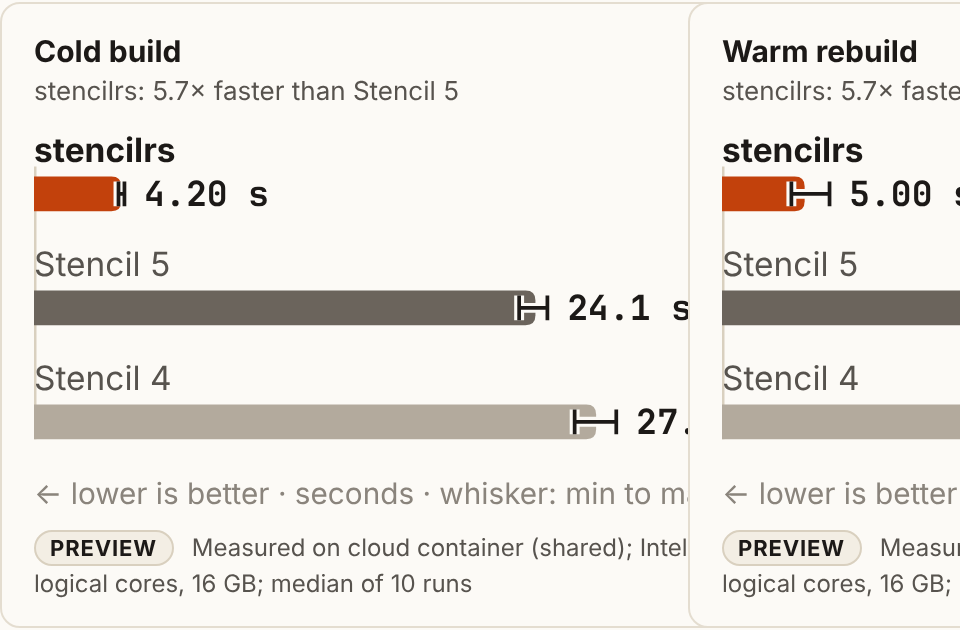 Cold build
stencilrs: 5.7× faster than Stencil 5
stencilrs
4.20 s
Stencil 5
24.1 s
Stencil 4
27.
← lower is better · seconds · whisker: min to
PREVIEW Measured on cloud container (shared); Intel
logical cores, 16 GB; median of 10 runs
Warm rebuild
stencilrs: 5.7×
stencilrs
5.00 s
Stencil 5
Stencil 4
← lower is better
PREVIEW
logical cores, 16 GB;